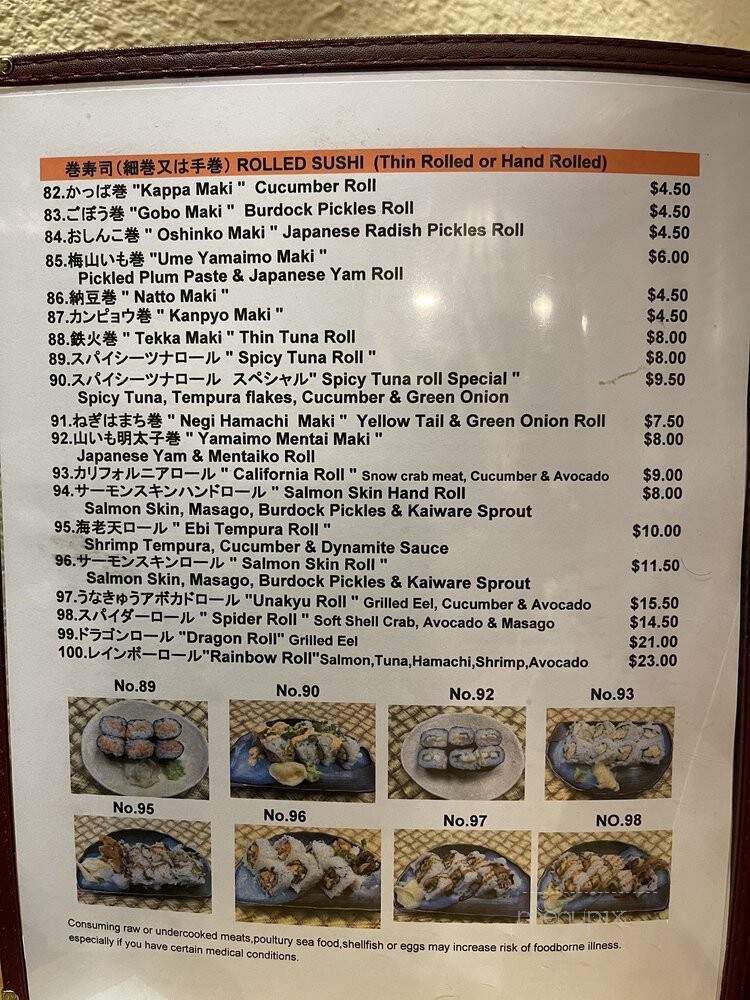 巻寿司(細巻又は手巻) ROLLED SUSHI (Thin Rolled or Hand Rolled)
82.かっぱ巻 "Kappa Maki " Cucumber Roll $4.50
83.ごぼう巻 "Gobo Maki " Burdock Pickles Roll $4.50
84.おしんこ巻 " Oshinko Maki " Japanese Radish Pickles Roll $4.50
85.梅山いも巻 "Ume Yamaimo Maki " $6.00
Pickled Plum Paste & Japanese Yam Roll
86.納豆巻 " Natto Maki " $4.50
87.カンピョウ巻 " Kanpyo Maki " $4.50
88.鉄火巻 " Tekka Maki " Thin Tuna Roll $8.00
89.スパイシーツナロール " Spicy Tuna Roll " $8.00
90.スパイシーツナロール スペシャル" Spicy Tuna roll Special " $9.50
Spicy Tuna, Tempura flakes, Cucumber & Green Onion
91.ねぎはまち巻 " Negi Hamachi Maki " Yellow Tail & Green Onion Roll $7.50
92.山いも明太子巻 " Yamaimo Mentai Maki " $8.00
Japanese Yam & Mentaiko Roll
93.カリフォルニアロール " California Roll " Snow crab meat, Cucumber & Avocado $9.00
94.サーモンスキンハンドロール " Salmon Skin Hand Roll $8.00
Salmon Skin, Masago, Burdock Pickles & Kaiware Sprout
95.海老天ロール " Ebi Tempura Roll " $10.00
Shrimp Tempura, Cucumber & Dynamite Sauce
96.サーモンスキンロール " Salmon Skin Roll " $11.50
Salmon Skin, Masago, Burdock Pickles & Kaiware Sprout
97.うなきゅうアボカドロール "Unakyu Roll " Grilled Eel, Cucumber & Avocado $15.50
98.スパイダーロール " Spider Roll " Soft Shell Crab, Avocado & Masago $14.50
99.ドラゴンロール "Dragon Roll" Grilled Eel $21.00
100.レインボーロール"Rainbow Roll"Salmon,Tuna,Hamachi,Shrimp,Avocado $23.00
No.89 No.90 No.92 No.93
No.95 No.96 No.97 NO.98
Consuming raw or undercooked meats,poultury sea food,shellfish or eggs may increase risk of foodborne illness.
especially if you have certain medical conditions.